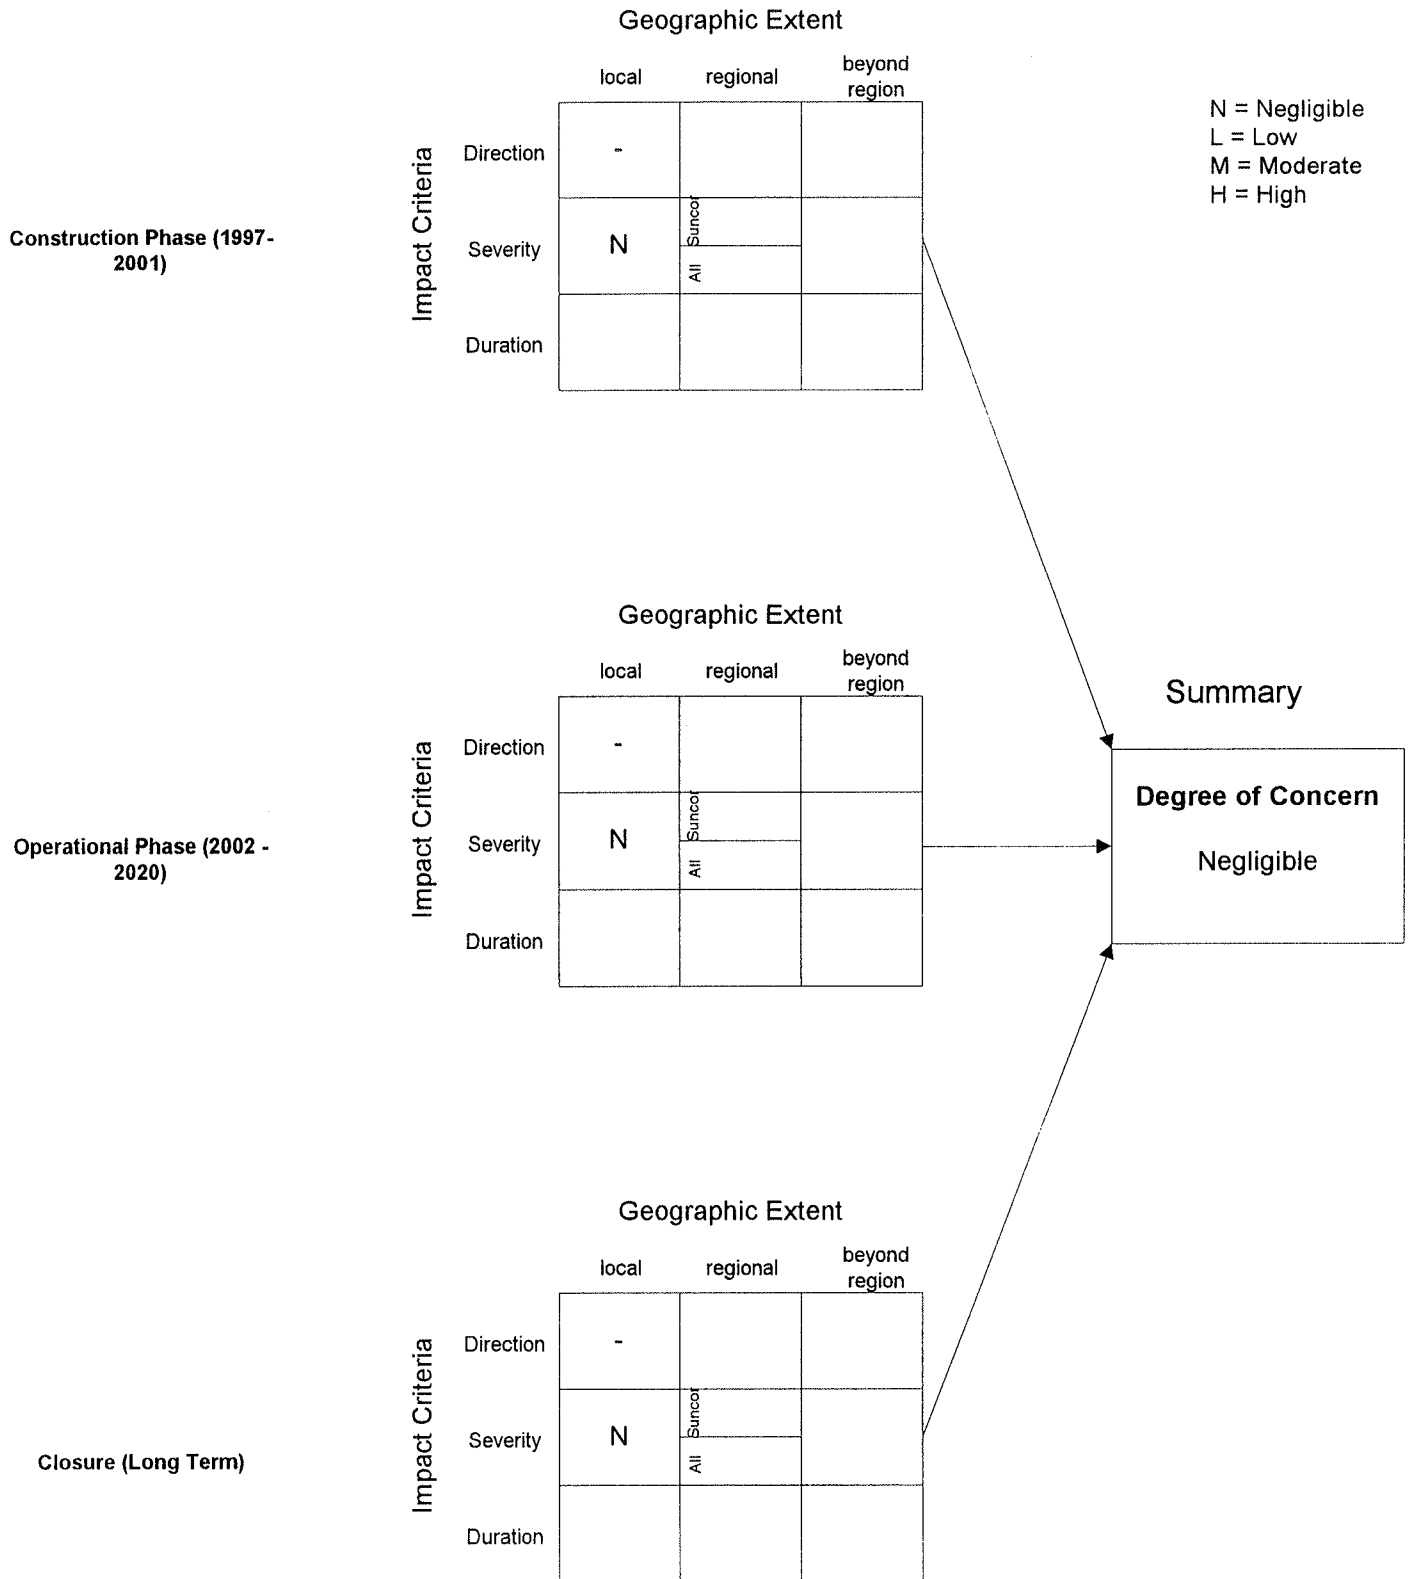 Geographic Extent
local regional beyond
region
N = Negligible
L = Low
M = Moderate
H = High
Construction Phase (1997-
2001)
Impact Criteria
Direction -
Severity N Suncor
All
Duration
Geographic Extent
local regional beyond
region
Operational Phase (2002 -
2020)
Impact Criteria
Direction -
Severity N Suncor
All
Duration
Summary
Degree of Concern
Negligible
Geographic Extent
local regional beyond
region
Closure (Long Term)
Impact Criteria
Direction -
Severity N Suncor
All
Duration